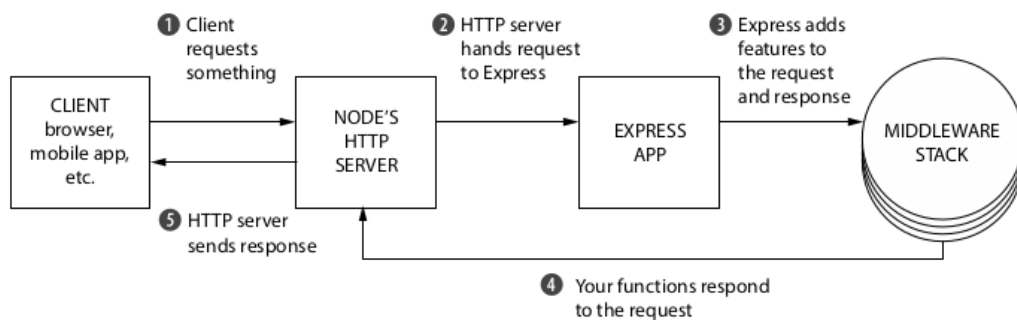 1 Client
requests
something
2 HTTP server
hands request
to Express
3 Express adds
features to
the request
and response
CLIENT
browser,
mobile app,
etc.
NODE'S
HTTP
SERVER
EXPRESS
APP
MIDDLEWARE
STACK
5 HTTP server
sends response
4 Your functions respond
to the request